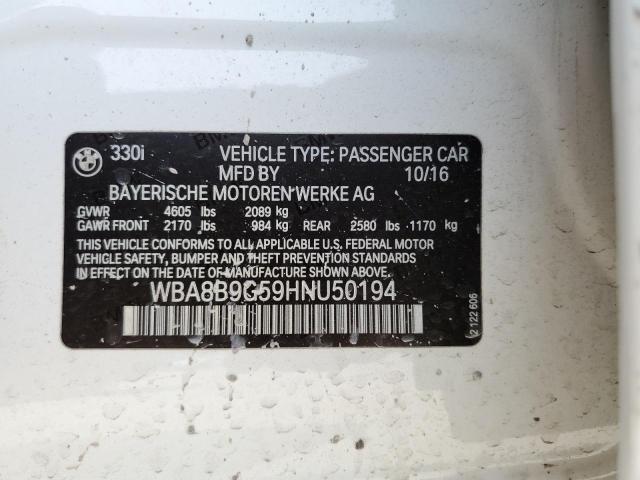 330i VEHICLE TYPE: PASSENGER CAR
MFD BY 10/16
BAYERISCHE MOTOREN WERKE AG
GVWR 4605 lbs 2089 kg
GAWR FRONT 2170 lbs 984 kg REAR 2580 lbs 1170 kg
THIS VEHICLE CONFORMS TO ALL APPLICABLE U.S. FEDERAL MOTOR
VEHICLE SAFETY, BUMPER AND THEFT PREVENTION STANDARDS
IN EFFECT ON THE DATE OF MANUFACTURE SHOWN ABOVE.
WBA8B9G59HNU50194
2 122 606